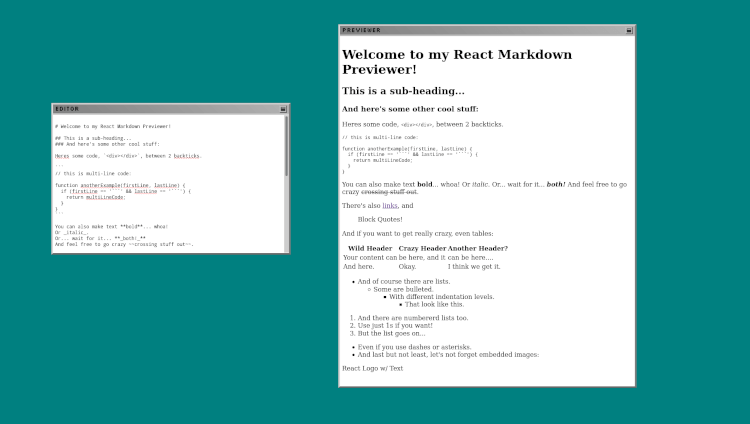 EDITOR
# Welcome to my React Markdown Previewer!
## This is a sub-heading...
### And here's some other cool stuff:
Heres some code, `<div></div>`, between 2 backticks.
```
// this is multi-line code:
function anotherExample(firstLine, lastLine) {
if (firstLine == '```' && lastLine == '```') {
return multiLineCode;
}
}
```
You can also make text **bold**... whoa!
Or _italic_.
Or... wait for it... **_both!_**
And feel free to go crazy ~~crossing stuff out~~.
PREVIEWER
Welcome to my React Markdown
Previewer!
This is a sub-heading...
And here's some other cool stuff:
Heres some code, <div></div>, between 2 backticks.
// this is multi-line code:
function anotherExample(firstLine, lastLine) {
if (firstLine == '```' && lastLine == '```') {
return multiLineCode;
}
}
You can also make text bold... whoa! Or italic. Or... wait for it... both! And feel free to go
crazy crossing stuff out.
There's also links, and
Block Quotes!
And if you want to get really crazy, even tables:
Wild Header Crazy Header Another Header?
Your content can be here, and it can be here....
And here. Okay. I think we get it.
• And of course there are lists.
◦ Some are bulleted.
▪ With different indentation levels.
▪ That look like this.
1. And there are numbererd lists too.
2. Use just 1s if you want!
3. But the list goes on...
• Even if you use dashes or asterisks.
• And last but not least, let's not forget embedded images:
React Logo w/ Text